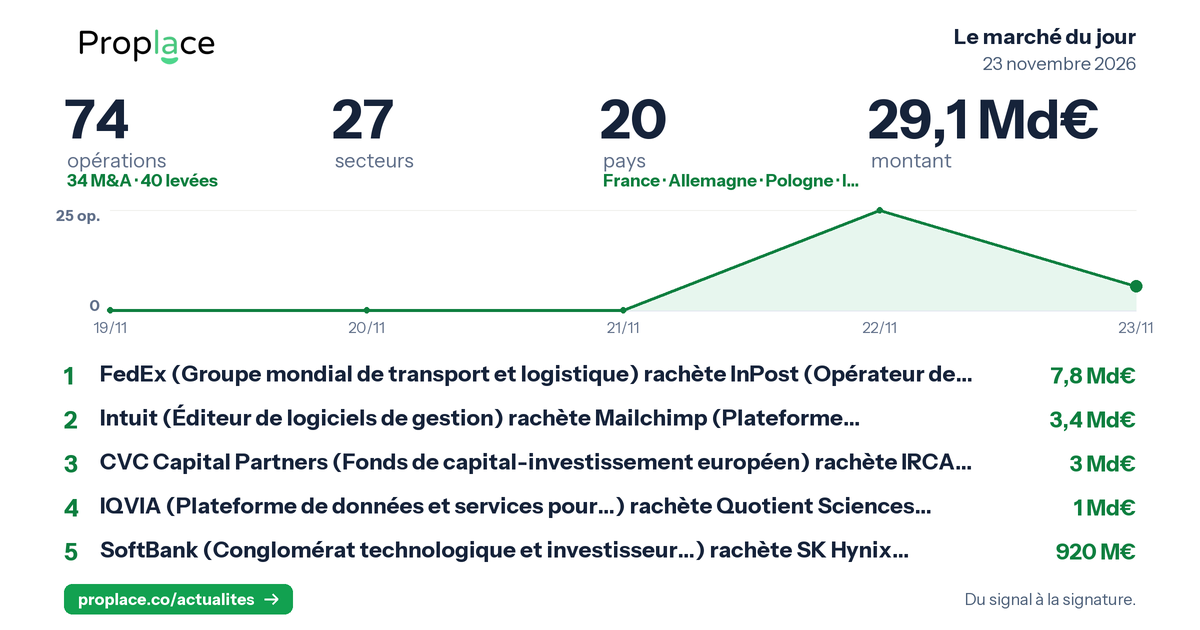 Proplace
Le marché du jour
23 novembre 2026
74
opérations
34 M&A · 40 levées
27
secteurs
20
pays
France · Allemagne · Pologne · I...
29,1 Md€
montant
25 op.
0
19/11
20/11
21/11
22/11
23/11
1 FedEx (Groupe mondial de transport et logistique) rachète InPost (Opérateur de... 7,8 Md€
2 Intuit (Éditeur de logiciels de gestion) rachète Mailchimp (Plateforme... 3,4 Md€
3 CVC Capital Partners (Fonds de capital-investissement européen) rachète IRCA... 3 Md€
4 IQVIA (Plateforme de données et services pour...) rachète Quotient Sciences... 1 Md€
5 SoftBank (Conglomérat technologique et investisseur...) rachète SK Hynix... 920 M€
proplace.co/actualites →
Du signal à la signature.